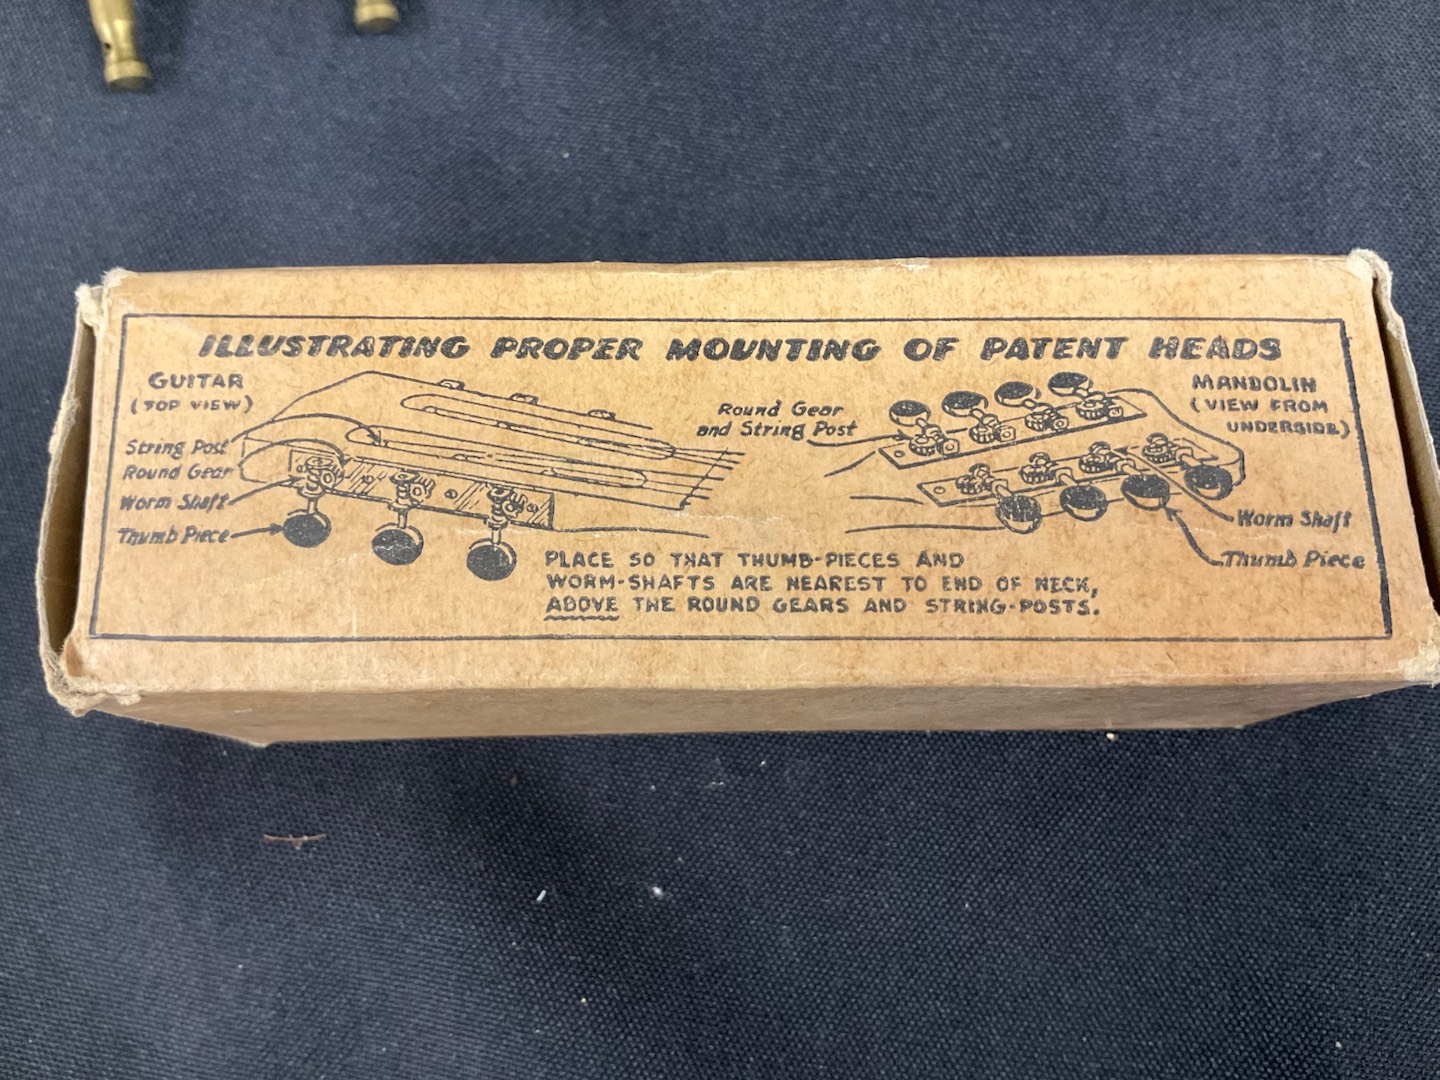 ILLUSTRATING PROPER MOUNTING OF PATENT HEADS
GUITAR
(TOP VIEW)
String Post
Round Gear
Worm Shaft
Thumb Piece
Round Gear
and String Post
MANDOLIN
(VIEW FROM
UNDERSIDE)
Worm Shaft
Thumb Piece
PLACE SO THAT THUMB-PIECES AND
WORM-SHAFTS ARE NEAREST TO END OF NECK,
ABOVE THE ROUND GEARS AND STRING-POSTS.